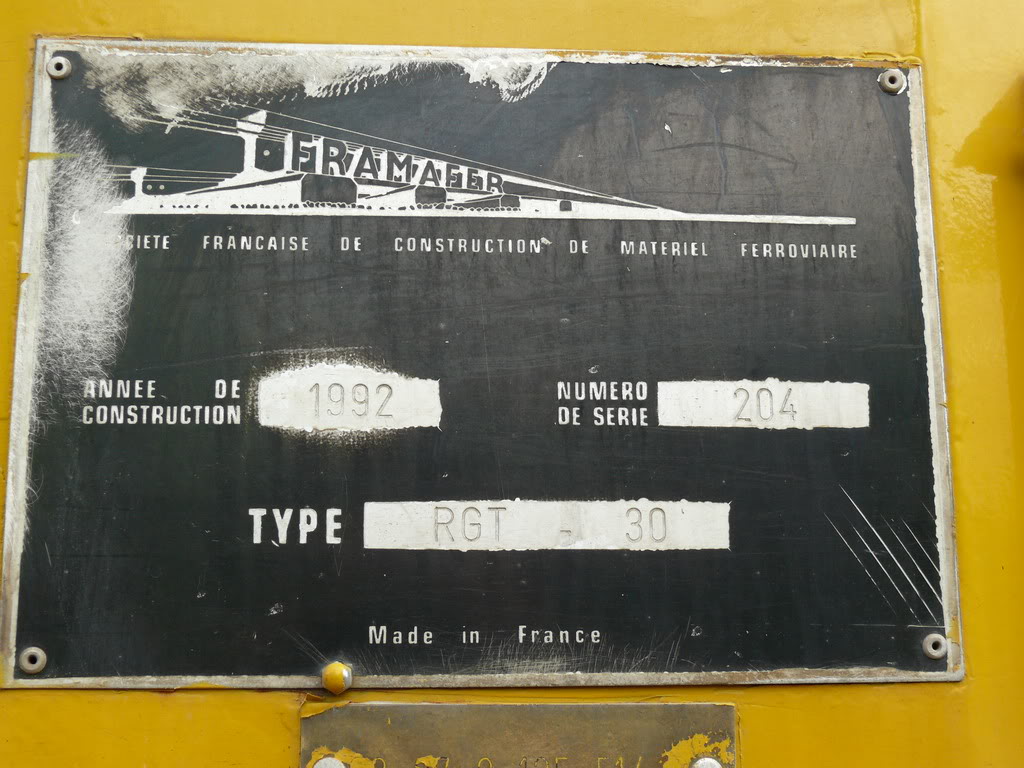 FRAMAFER
FRANCAISE DE CONSTRUCTION DE MATERIEL FERROVIAIRE
ANNEE DE CONSTRUCTION 1992
NUMERO DE SERIE 204
TYPE RGT - 30
Made in France